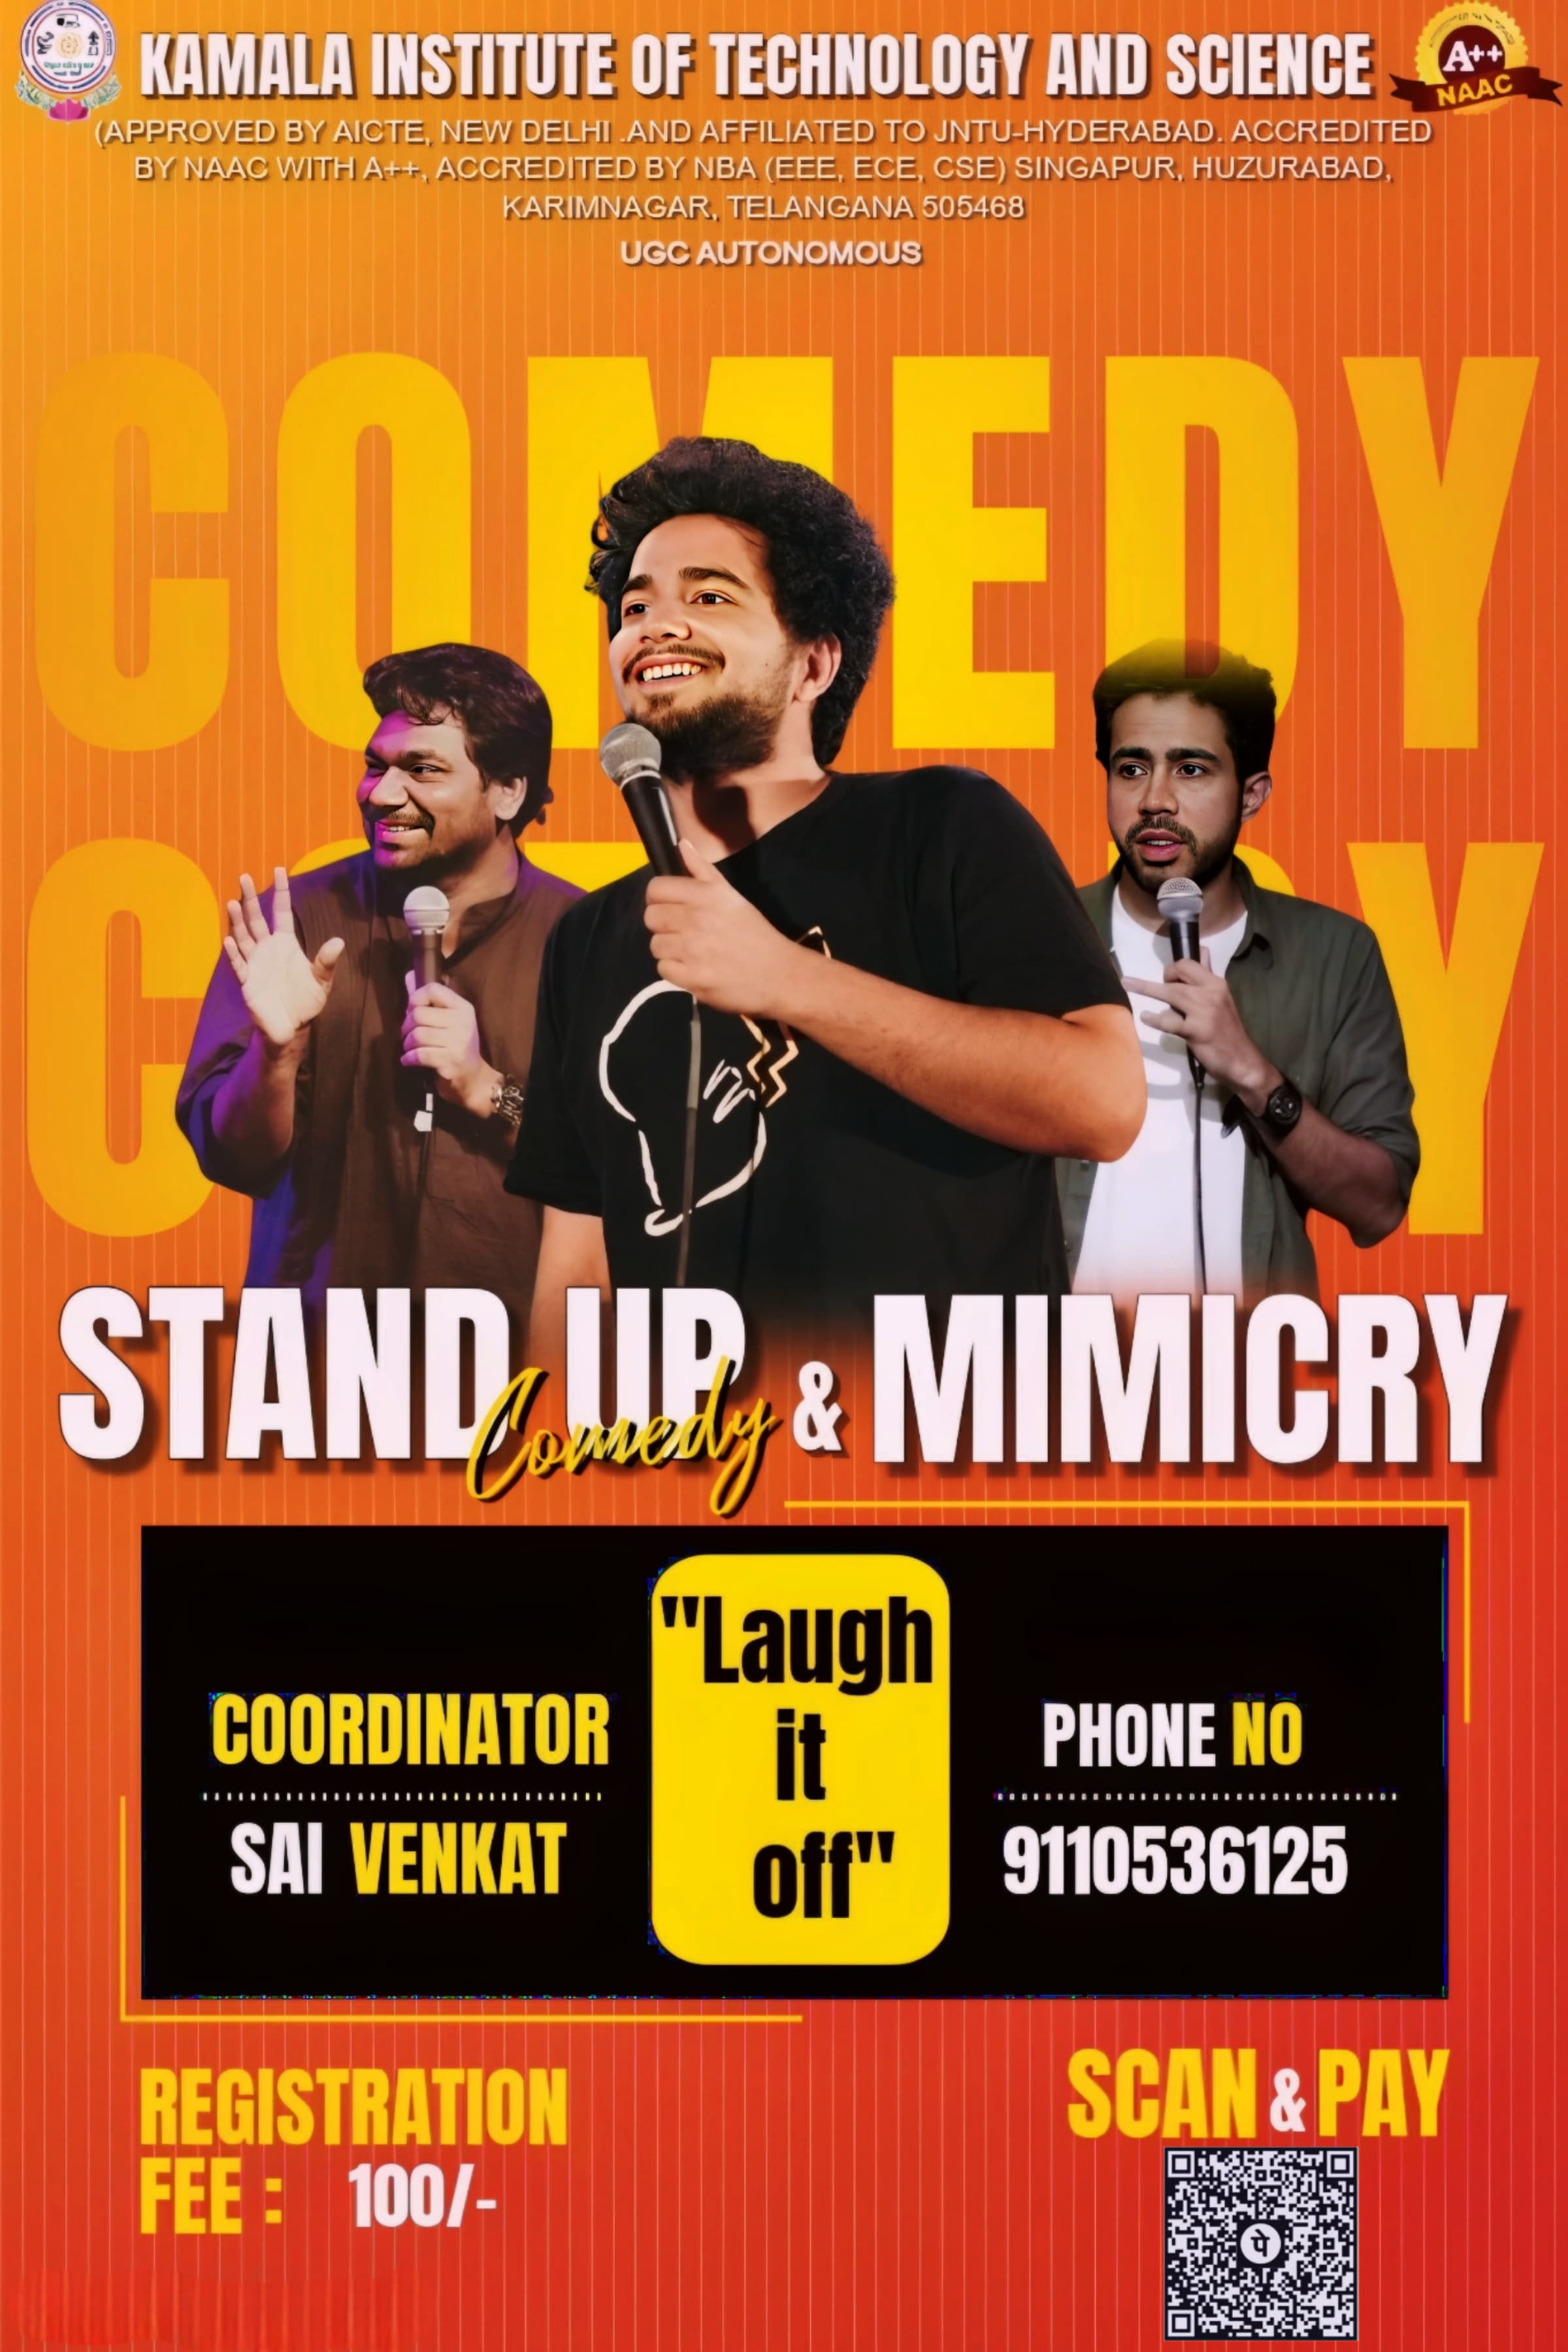 KAMALA INSTITUTE OF TECHNOLOGY AND SCIENCE
A++
NAAC
(APPROVED BY AICTE, NEW DELHI .AND AFFILIATED TO JNTU-HYDERABAD. ACCREDITED
BY NAAC WITH A++, ACCREDITED BY NBA (EEE, ECE, CSE) SINGAPUR, HUZURABAD,
KARIMNAGAR, TELANGANA 505468
UGC AUTONOMOUS
COMEDY
C Y
STAND UP & MIMICRY
Comedy
"Laugh
it
off"
COORDINATOR
SAI VENKAT
PHONE NO
9110536125
REGISTRATION
FEE : 100/-
SCAN & PAY
पे